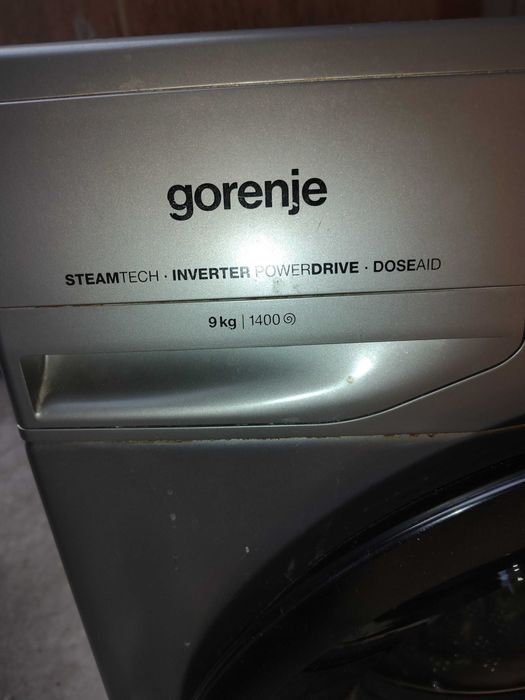 gorenje
STEAMTECH · INVERTER POWERDRIVE · DOSEAID
9 kg | 1400